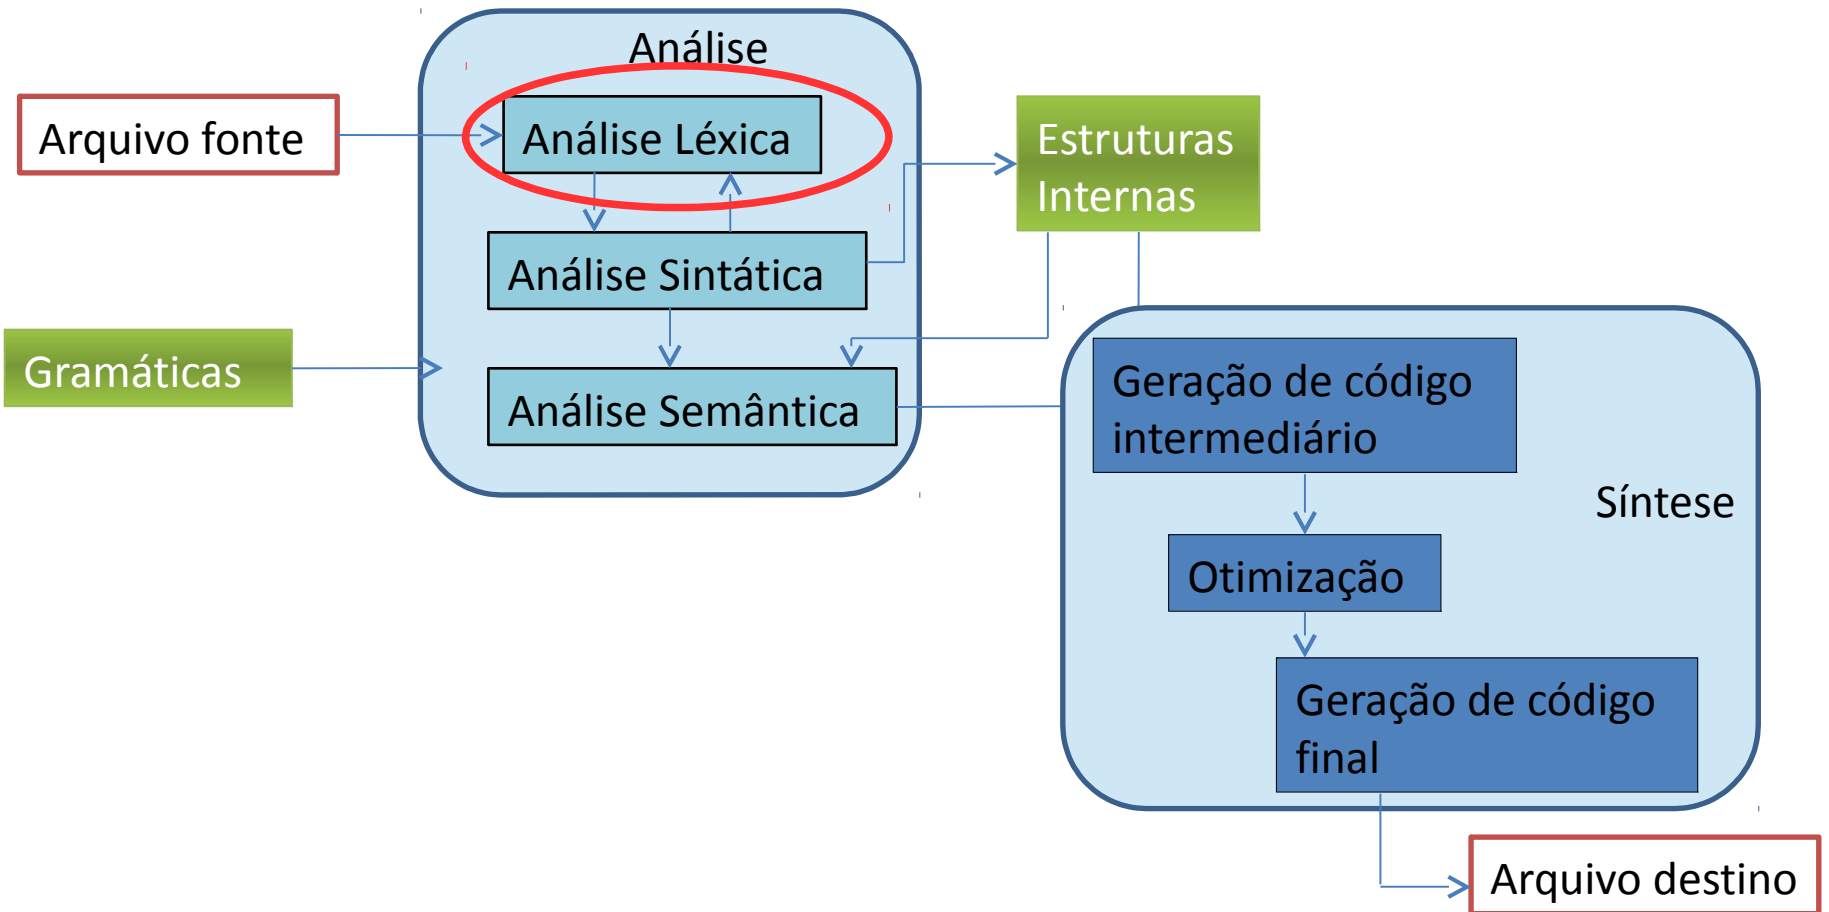 Análise
Arquivo fonte
Análise Léxica
Estruturas
Internas
Análise Sintática
Gramáticas
Análise Semântica
Geração de código
intermediário
Síntese
Otimização
Geração de código
final
Arquivo destino